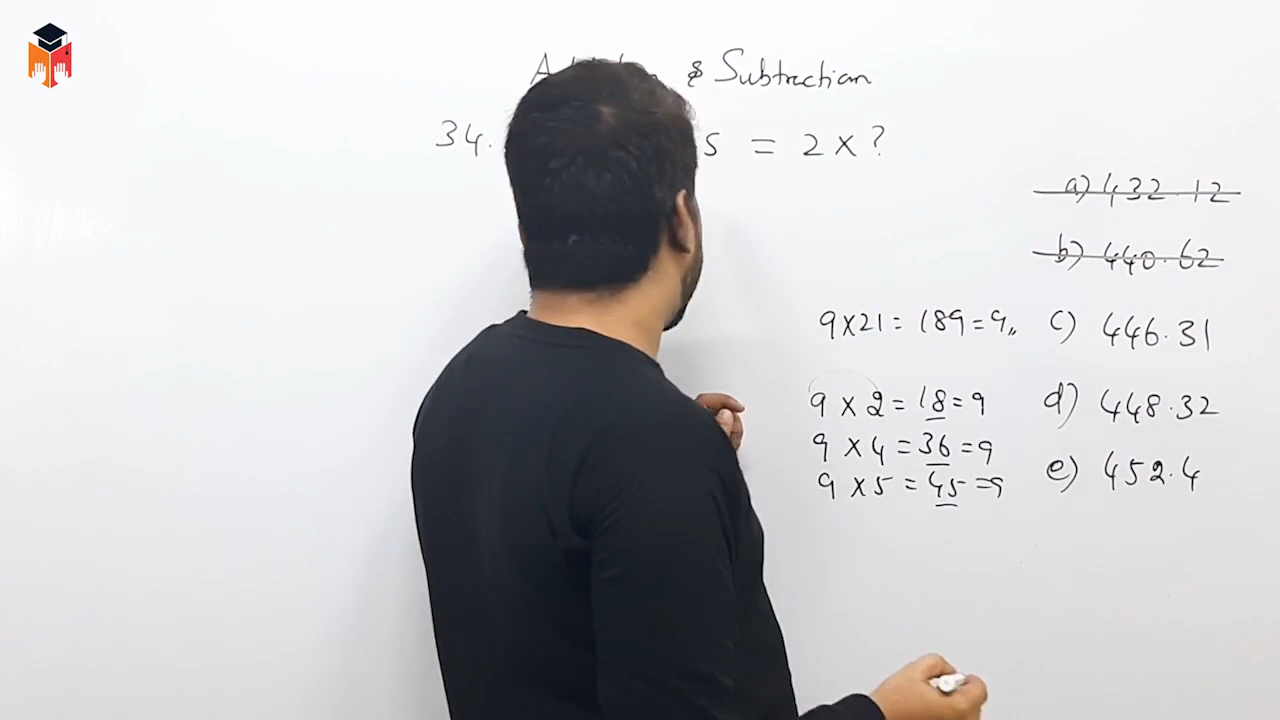 & Subtraction
34. 5 = 2 x ?
a) 432.12
b) 440.62
9x21 = 189 = 9,, c) 446.31
9 x 2 = 18 = 9 d) 448.32
9 x 4 = 36 = 9
9 x 5 = 45 = 9 e) 452.4